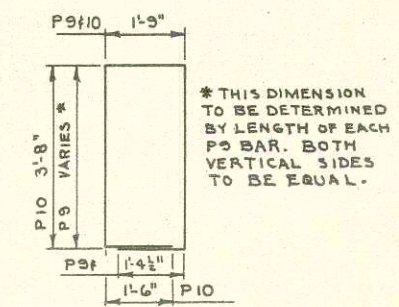 P9⨍10 1'-9"
* THIS DIMENSION
TO BE DETERMINED
BY LENGTH OF EACH
P9 BAR. BOTH
VERTICAL SIDES
TO BE EQUAL.
P10 3'-8"
P9 VARIES *
P9⨍ 1'-4½"
1'-6" P10